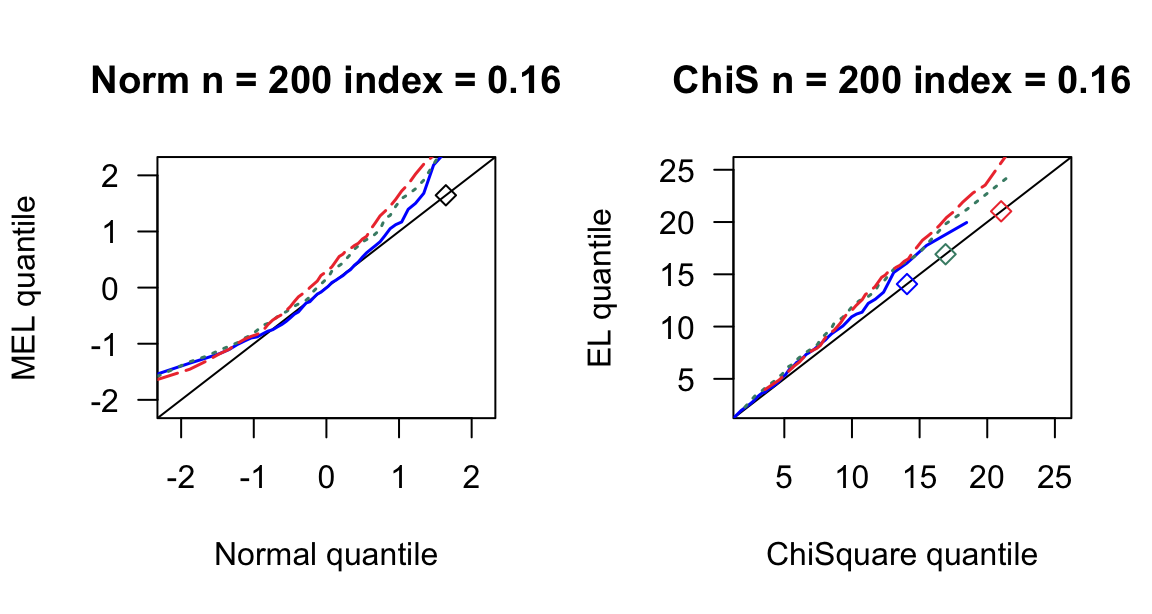 Norm n = 200 index = 0.16
MEL quantile
2
1
0
-1
-2
-2 -1 0 1 2
Normal quantile
ChiS n = 200 index = 0.16
EL quantile
25
20
15
10
5
5 10 15 20 25
ChiSquare quantile